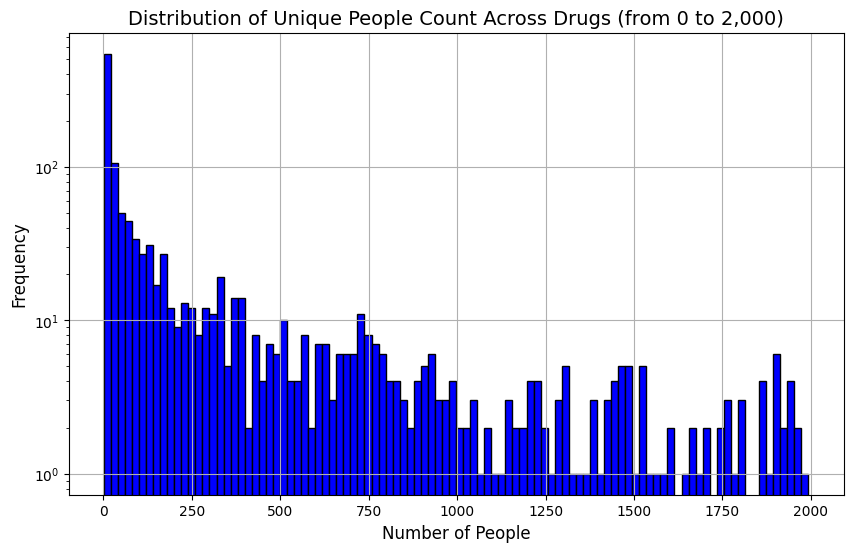 Distribution of Unique People Count Across Drugs (from 0 to 2,000)
Frequency
10²
10¹
10⁰
0 250 500 750 1000 1250 1500 1750 2000
Number of People